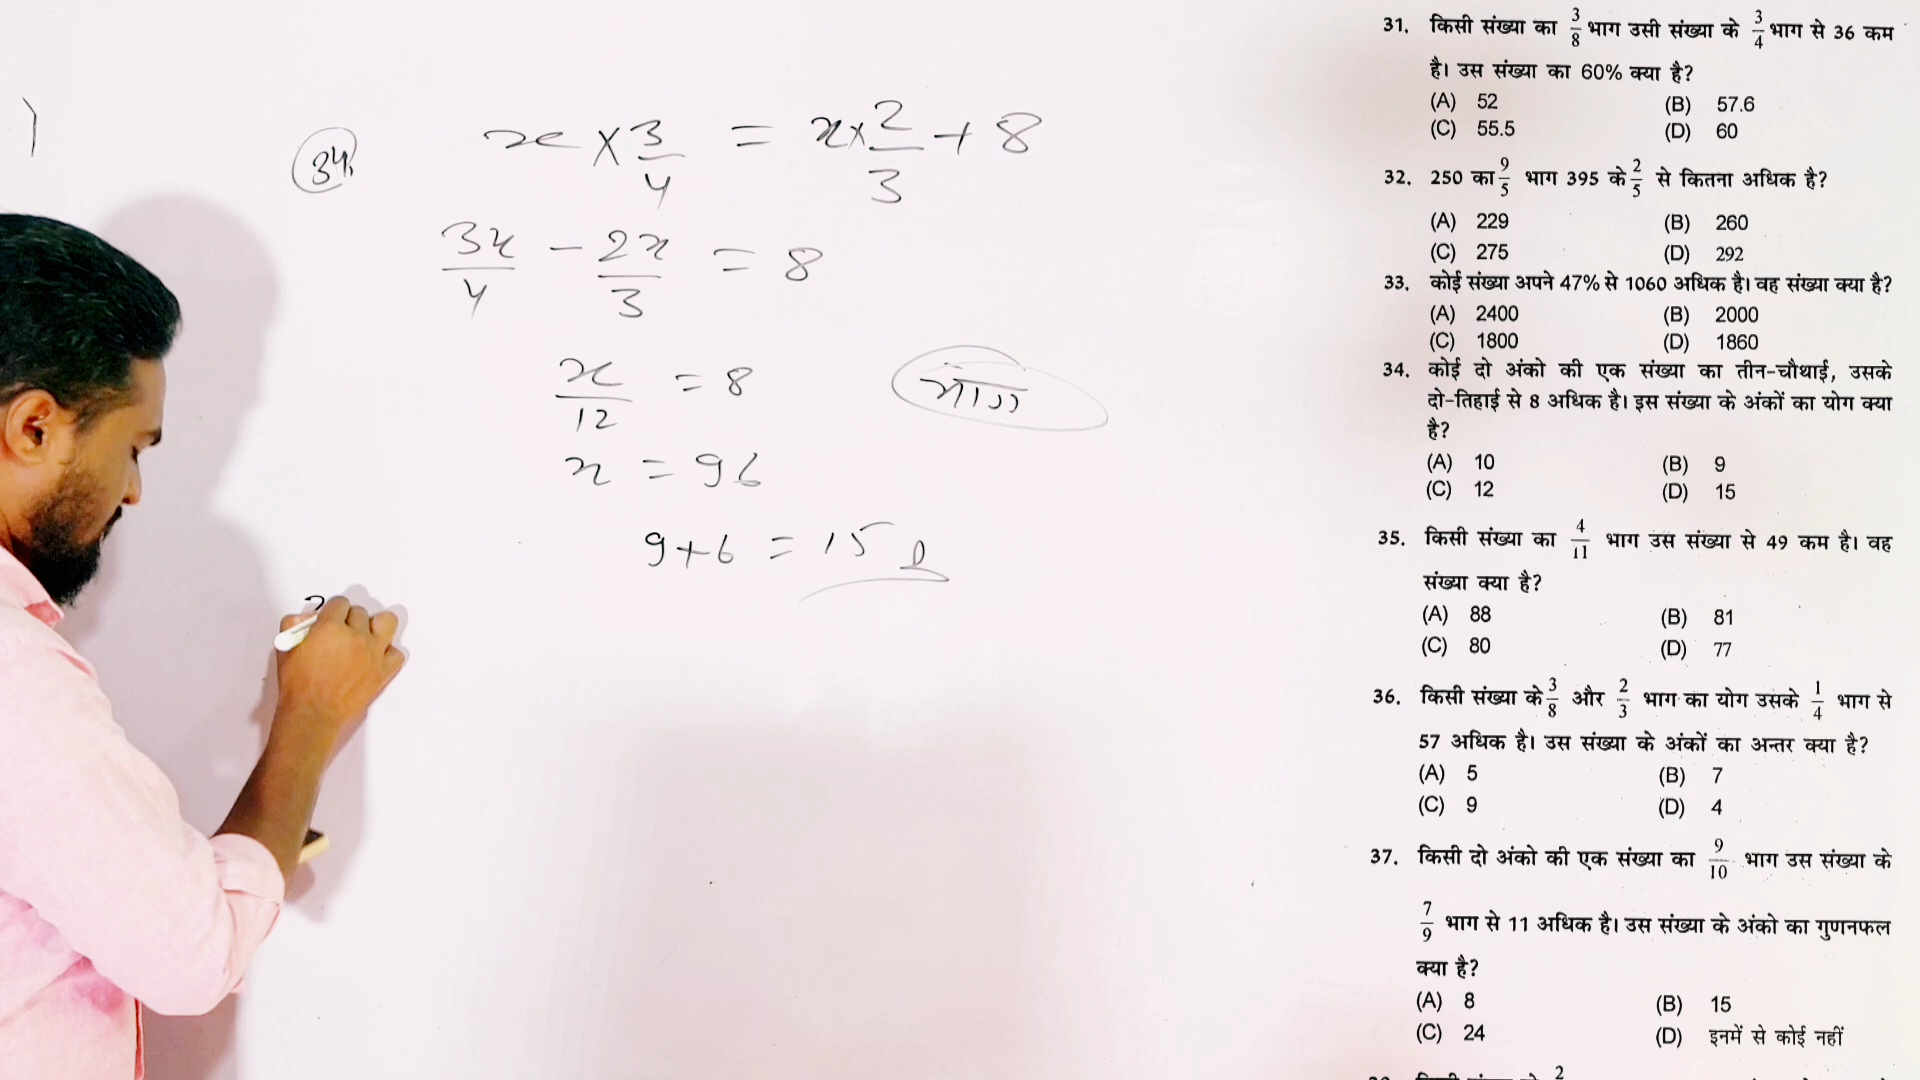 34.
x × 3/4 = x × 2/3 + 8
3x/4 - 2x/3 = 8
x/12 = 8
भाग
x = 96
9+6 = 15
31. किसी संख्या का 3/8 भाग उसी संख्या के 3/4 भाग से 36 कम
है। उस संख्या का 60% क्या है?
(A) 52 (B) 57.6
(C) 55.5 (D) 60
32. 250 का 9/5 भाग 395 के 2/5 से कितना अधिक है?
(A) 229 (B) 260
(C) 275 (D) 292
33. कोई संख्या अपने 47% से 1060 अधिक है। वह संख्या क्या है?
(A) 2400 (B) 2000
(C) 1800 (D) 1860
34. कोई दो अंको की एक संख्या का तीन-चौथाई, उसके
दो-तिहाई से 8 अधिक है। इस संख्या के अंकों का योग क्या
है?
(A) 10 (B) 9
(C) 12 (D) 15
35. किसी संख्या का 4/11 भाग उस संख्या से 49 कम है। वह
संख्या क्या है?
(A) 88 (B) 81
(C) 80 (D) 77
36. किसी संख्या के 3/8 और 2/3 भाग का योग उसके 1/4 भाग से
57 अधिक है। उस संख्या के अंकों का अन्तर क्या है?
(A) 5 (B) 7
(C) 9 (D) 4
37. किसी दो अंको की एक संख्या का 9/10 भाग उस संख्या के
7/9 भाग से 11 अधिक है। उस संख्या के अंको का गुणनफल
क्या है?
(A) 8 (B) 15
(C) 24 (D) इनमें से कोई नहीं